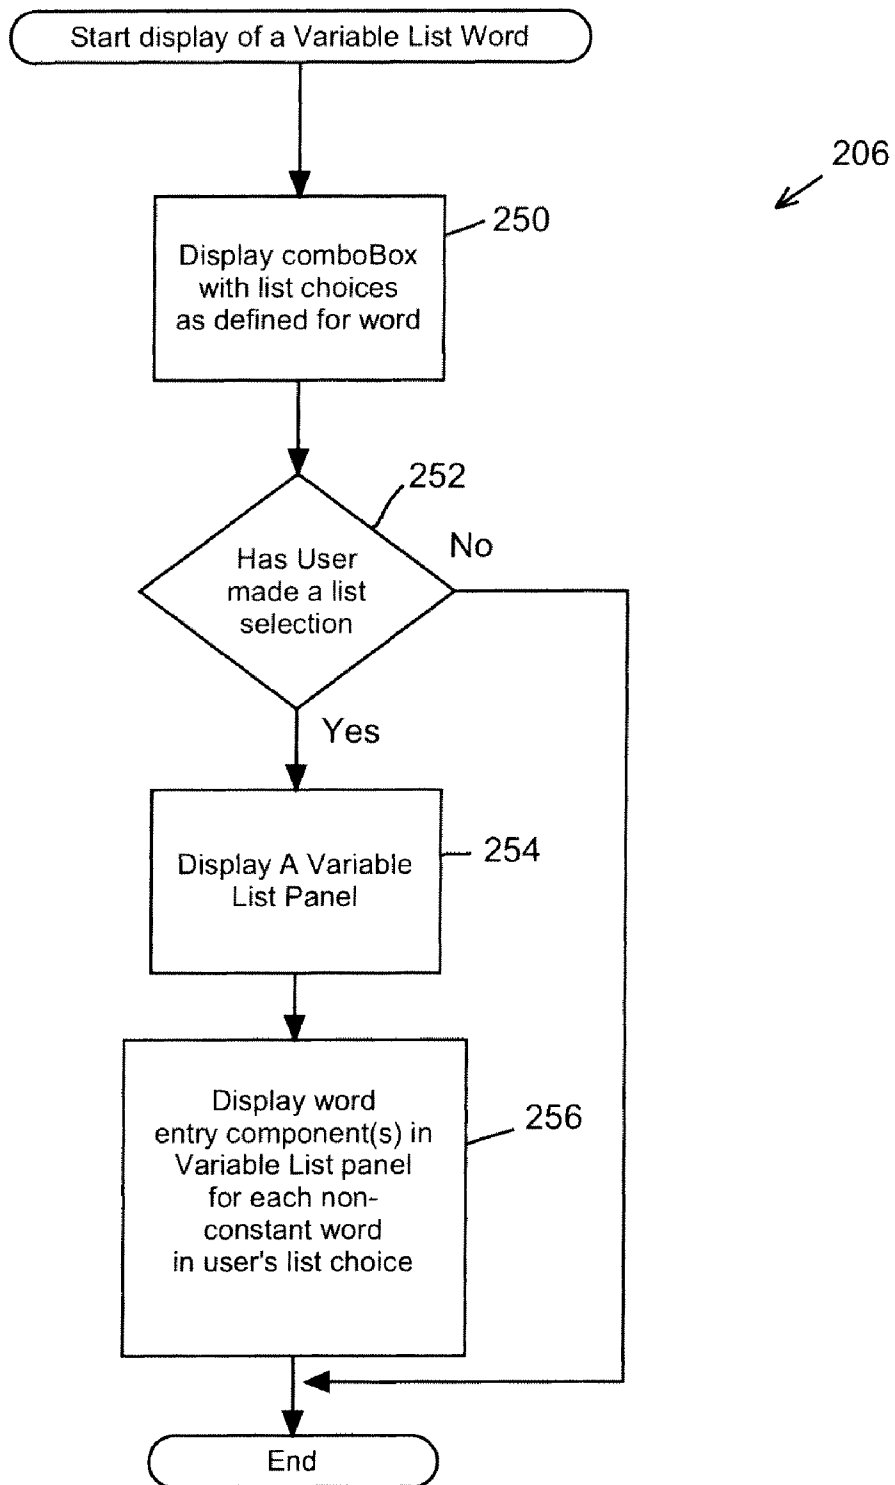 Start display of a Variable List Word
206
250
Display comboBox
with list choices
as defined for word
252
No
Has User
made a list
selection
Yes
254
Display A Variable
List Panel
256
Display word
entry component(s) in
Variable List panel
for each non-
constant word
in user's list choice
End